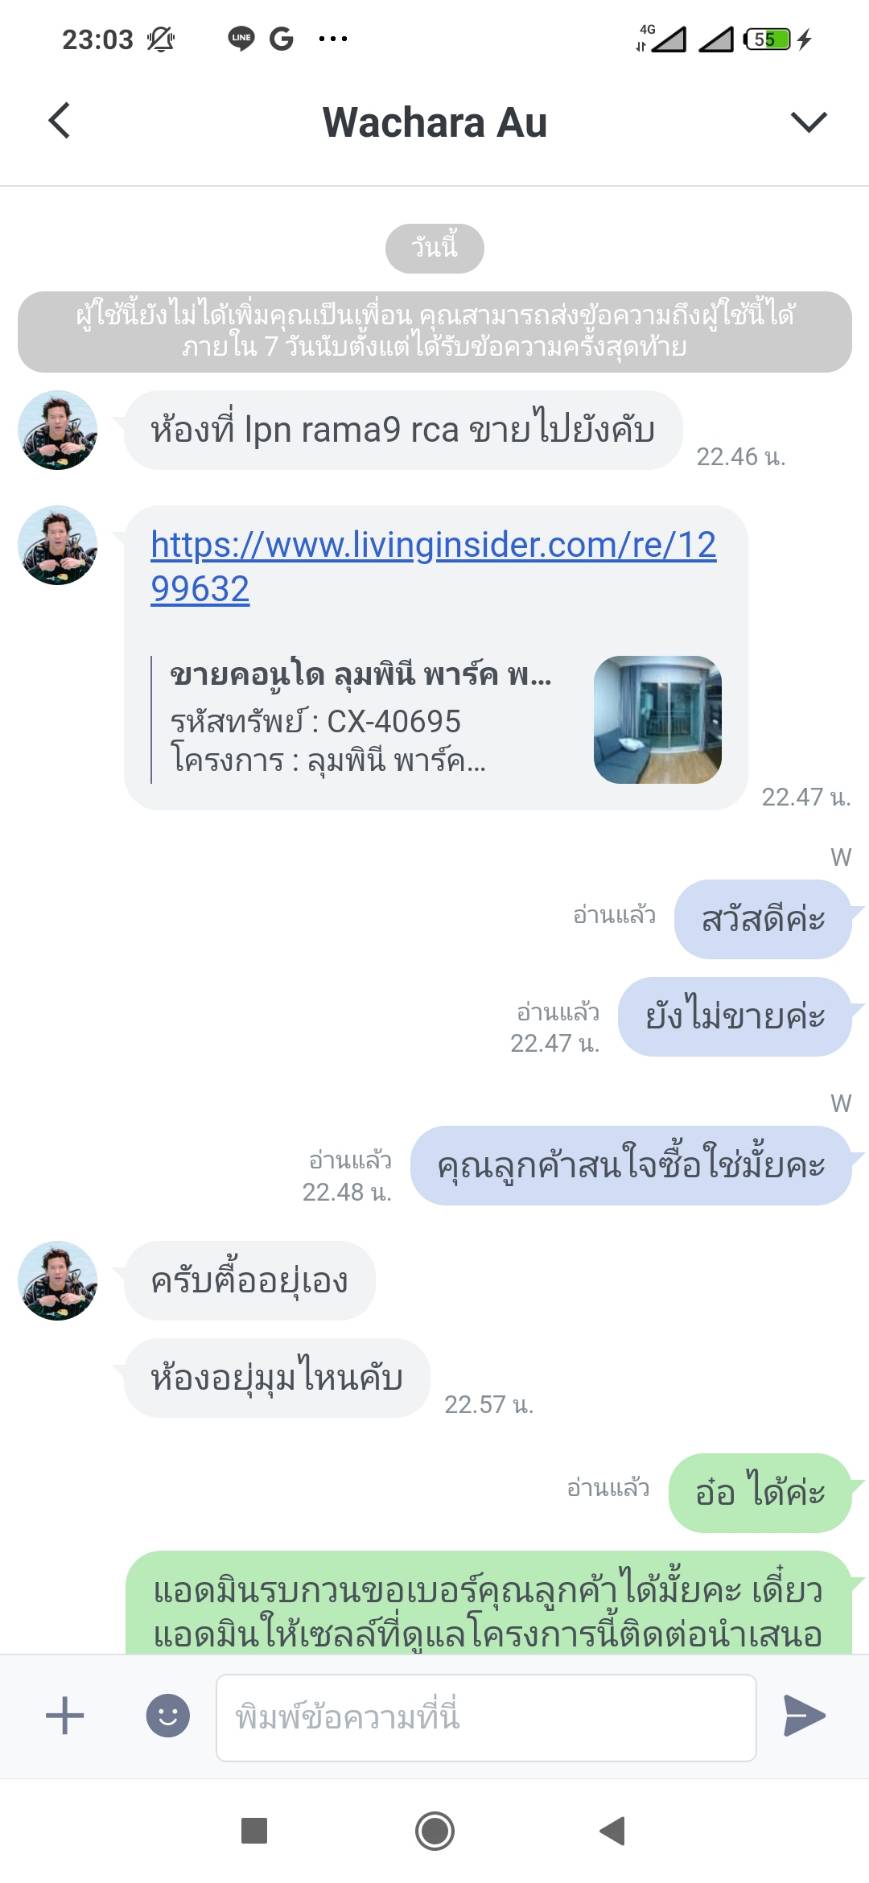 23:03
LINE
G
4G
55
Wachara Au
วันนี้
ผู้ใช้นี้ยังไม่ได้เพิ่มคุณเป็นเพื่อน คุณสามารถส่งข้อความถึงผู้ใช้นี้ได้
ภายใน 7 วันนับตั้งแต่ได้รับข้อความครั้งสุดท้าย
ห้องที่ lpn rama9 rca ขายไปยังคับ
22.46 น.
https://www.livinginsider.com/re/12
99632
ขายคอนูโด ลุมพินี พาร์ค พ...
รหัสทรัพย์ : CX-40695
โครงการ : ลุมพินี พาร์ค...
22.47 น.
W
อ่านแล้ว
สวัสดีค่ะ
อ่านแล้ว
22.47 น.
ยังไม่ขายค่ะ
W
อ่านแล้ว
22.48 น.
คุณลูกค้าสนใจซื้อใช่มั้ยคะ
ครับตื้ออยุ่เอง
ห้องอยุ่มุมไหนคับ
22.57 น.
อ่านแล้ว
อ๋อ ได้ค่ะ
แอดมินรบกวนขอเบอร์คุณลูกค้าได้มั้ยคะ เดี๋ยว
แอดมินให้เซลล์ที่ดูแลโครงการนี้ติดต่อนำเสนอ
พิมพ์ข้อความที่นี่